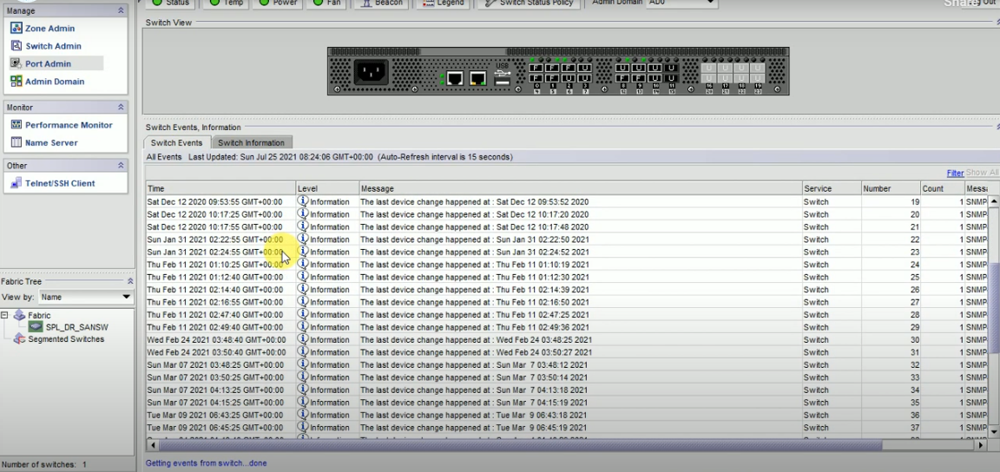 Manage
Zone Admin
Switch Admin
Port Admin
Admin Domain
Monitor
Performance Monitor
Name Server
Other
Telnet/SSH Client
Fabric Tree
View by: Name
Fabric
SPL_DR_SANSW
Segmented Switches
Number of switches: 1
Status Temp Power Fan Beacon Legend Switch Status Policy Admin Domain AD0
Switch View
USB
Switch Events, Information
Switch Events Switch Information
All Events Last Updated: Sun Jul 25 2021 08:24:06 GMT+00:00 (Auto-Refresh interval is 15 seconds)
Filter Show All
Time Level Message Service Number Count Messa
Sat Dec 12 2020 09:53:55 GMT+00:00 Information The last device change happened at : Sat Dec 12 09:53:52 2020 Switch 19 1 SNMP
Sat Dec 12 2020 10:17:25 GMT+00:00 Information The last device change happened at : Sat Dec 12 10:17:20 2020 Switch 20 1 SNMP
Sat Dec 12 2020 10:17:55 GMT+00:00 Information The last device change happened at : Sat Dec 12 10:17:48 2020 Switch 21 1 SNMP
Sun Jan 31 2021 02:22:55 GMT+00:00 Information The last device change happened at : Sun Jan 31 02:22:50 2021 Switch 22 1 SNMP
Sun Jan 31 2021 02:24:55 GMT+00:00 Information The last device change happened at : Sun Jan 31 02:24:52 2021 Switch 23 1 SNMP
Thu Feb 11 2021 01:10:25 GMT+00:00 Information The last device change happened at : Thu Feb 11 01:10:19 2021 Switch 24 1 SNMP
Thu Feb 11 2021 01:12:40 GMT+00:00 Information The last device change happened at : Thu Feb 11 01:12:30 2021 Switch 25 1 SNMP
Thu Feb 11 2021 02:14:40 GMT+00:00 Information The last device change happened at : Thu Feb 11 02:14:39 2021 Switch 26 1 SNMP
Thu Feb 11 2021 02:16:55 GMT+00:00 Information The last device change happened at : Thu Feb 11 02:16:50 2021 Switch 27 1 SNMP
Thu Feb 11 2021 02:47:40 GMT+00:00 Information The last device change happened at : Thu Feb 11 02:47:25 2021 Switch 28 1 SNMP
Thu Feb 11 2021 02:49:40 GMT+00:00 Information The last device change happened at : Thu Feb 11 02:49:36 2021 Switch 29 1 SNMP
Wed Feb 24 2021 03:48:40 GMT+00:00 Information The last device change happened at : Wed Feb 24 03:48:25 2021 Switch 30 1 SNMP
Wed Feb 24 2021 03:50:40 GMT+00:00 Information The last device change happened at : Wed Feb 24 03:50:27 2021 Switch 31 1 SNMP
Sun Mar 07 2021 03:48:25 GMT+00:00 Information The last device change happened at : Sun Mar 7 03:48:12 2021 Switch 32 1 SNMP
Sun Mar 07 2021 03:50:25 GMT+00:00 Information The last device change happened at : Sun Mar 7 03:50:14 2021 Switch 33 1 SNMP
Sun Mar 07 2021 04:13:25 GMT+00:00 Information The last device change happened at : Sun Mar 7 04:13:18 2021 Switch 34 1 SNMP
Sun Mar 07 2021 04:15:25 GMT+00:00 Information The last device change happened at : Sun Mar 7 04:15:19 2021 Switch 35 1 SNMP
Tue Mar 09 2021 06:43:25 GMT+00:00 Information The last device change happened at : Tue Mar 9 06:43:18 2021 Switch 36 1 SNMP
Tue Mar 09 2021 06:45:25 GMT+00:00 Information The last device change happened at : Tue Mar 9 06:45:19 2021 Switch 37 1 SNMP
Getting events from switch...done